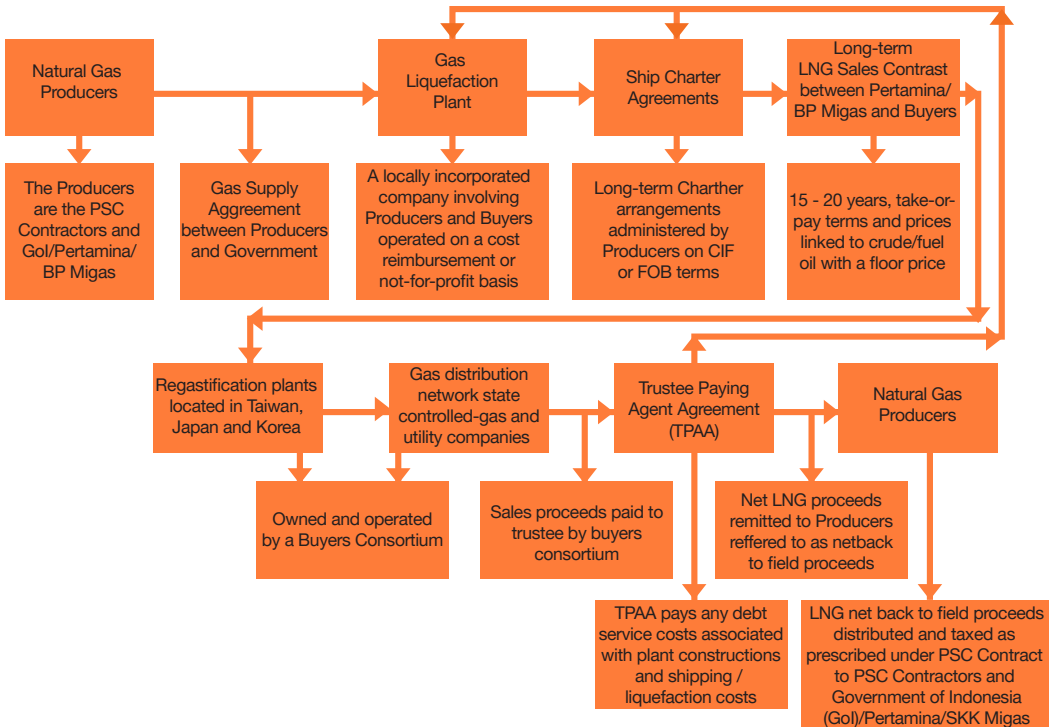 Natural Gas
Producers
Gas
Liquefaction
Plant
Ship Charter
Agreements
Long-term
LNG Sales Contrast
between Pertamina/
BP Migas and Buyers
The Producers
are the PSC
Contractors and
GoI/Pertamina/
BP Migas
Gas Supply
Aggreement
between Producers
and Government
A locally incorporated
company involving
Producers and Buyers
operated on a cost
reimbursement or
not-for-profit basis
Long-term Charther
arrangements
administered by
Producers on CIF
or FOB terms
15 - 20 years, take-or-
pay terms and prices
linked to crude/fuel
oil with a floor price
Regastification plants
located in Taiwan,
Japan and Korea
Gas distribution
network state
controlled-gas and
utility companies
Trustee Paying
Agent Agreement
(TPAA)
Natural Gas
Producers
Owned and operated
by a Buyers Consortium
Sales proceeds paid to
trustee by buyers
consortium
Net LNG proceeds
remitted to Producers
reffered to as netback
to field proceeds
TPAA pays any debt
service costs associated
with plant constructions
and shipping /
liquefaction costs
LNG net back to field proceeds
distributed and taxed as
prescribed under PSC Contract
to PSC Contractors and
Government of Indonesia
(GoI)/Pertamina/SKK Migas